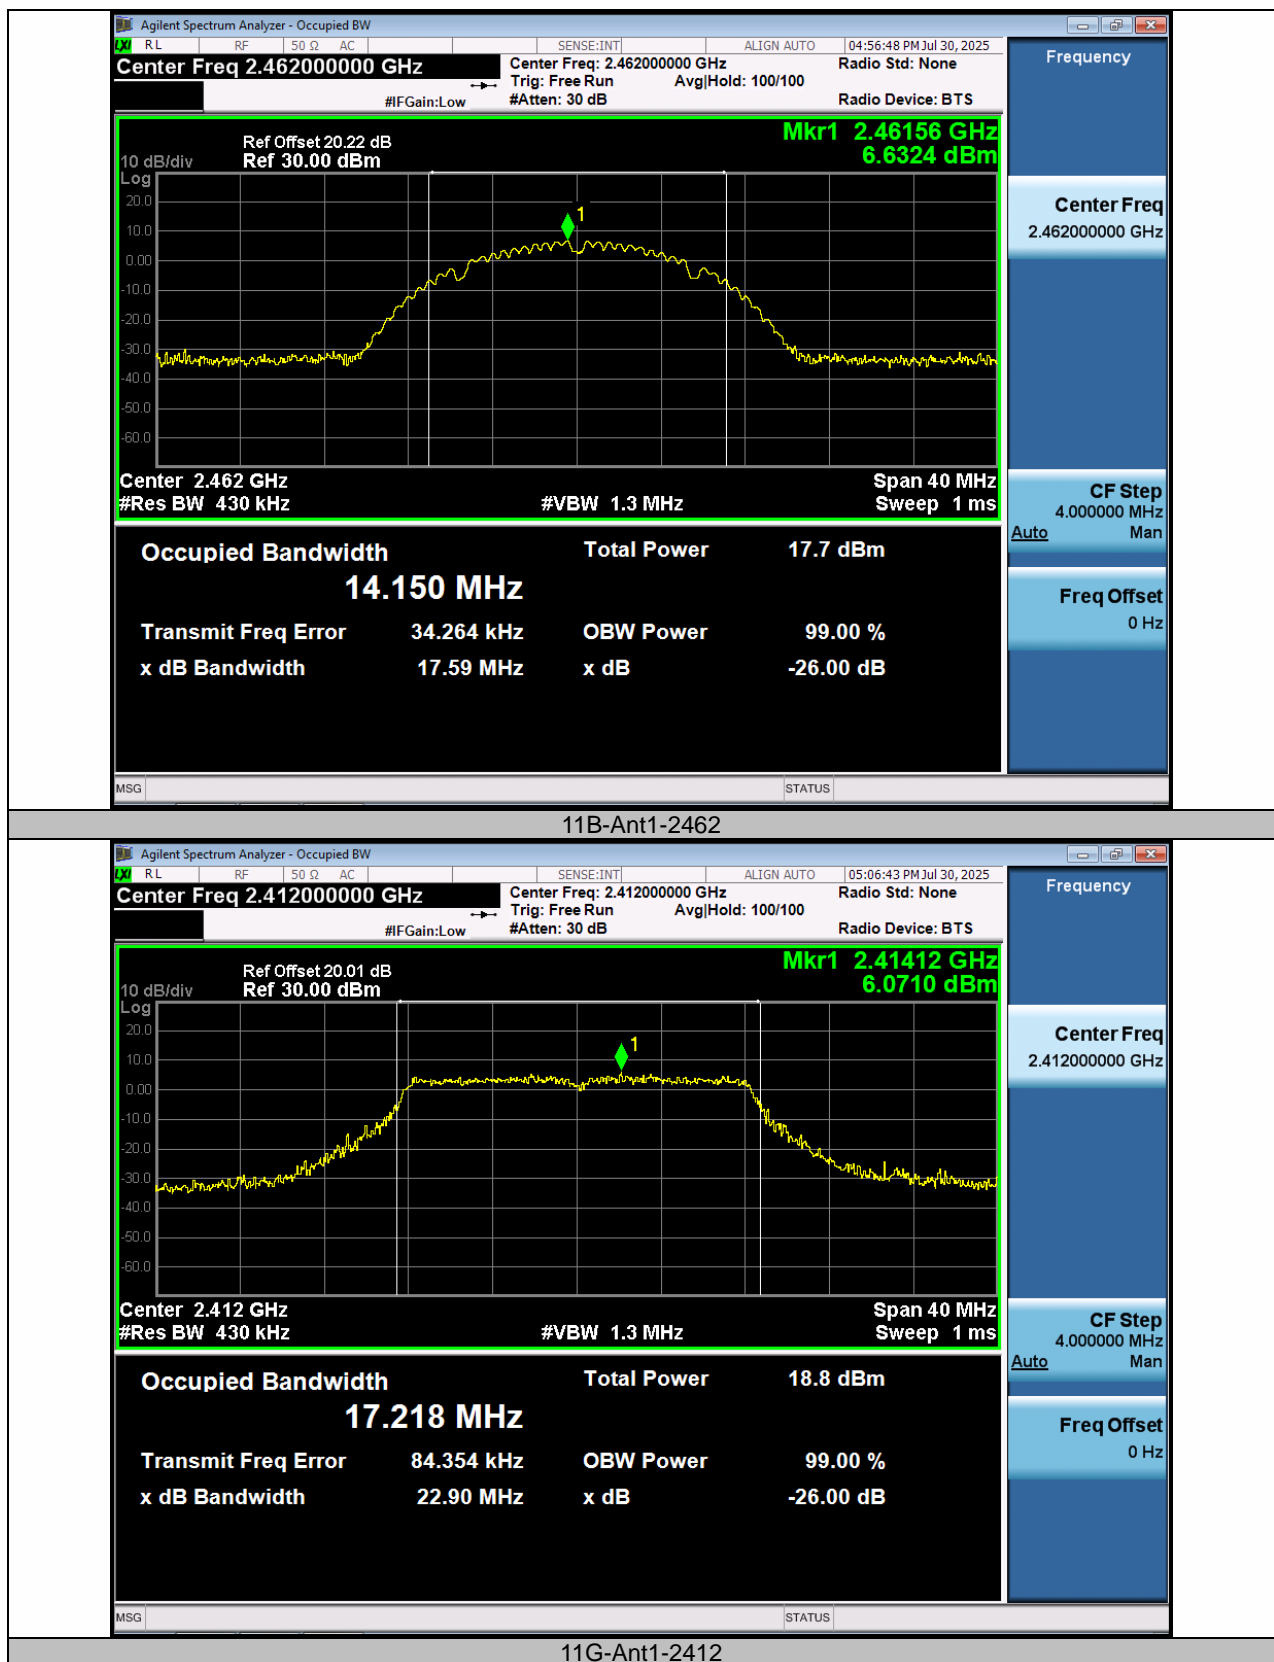 Agilent Spectrum Analyzer - Occupied BW
LXI RL RF 50 Ω AC SENSE:INT ALIGN AUTO 04:56:48 PM Jul 30, 2025
Center Freq 2.462000000 GHz Center Freq: 2.462000000 GHz Radio Std: None Frequency
Trig: Free Run Avg|Hold: 100/100
#IFGain:Low #Atten: 30 dB Radio Device: BTS
Mkr1 2.46156 GHz
6.6324 dBm
Ref Offset 20.22 dB
10 dB/div Ref 30.00 dBm
Log
20.0
10.0
0.00
-10.0
-20.0
-30.0
-40.0
-50.0
-60.0
1
Center 2.462 GHz Span 40 MHz
#Res BW 430 kHz #VBW 1.3 MHz Sweep 1 ms
Center Freq
2.462000000 GHz
CF Step
4.000000 MHz
Auto Man
Freq Offset
0 Hz
Occupied Bandwidth Total Power 17.7 dBm
14.150 MHz
Transmit Freq Error 34.264 kHz OBW Power 99.00 %
x dB Bandwidth 17.59 MHz x dB -26.00 dB
MSG STATUS
11B-Ant1-2462
Agilent Spectrum Analyzer - Occupied BW
LXI RL RF 50 Ω AC SENSE:INT ALIGN AUTO 05:06:43 PM Jul 30, 2025
Center Freq 2.412000000 GHz Center Freq: 2.412000000 GHz Radio Std: None Frequency
Trig: Free Run Avg|Hold: 100/100
#IFGain:Low #Atten: 30 dB Radio Device: BTS
Mkr1 2.41412 GHz
6.0710 dBm
Ref Offset 20.01 dB
10 dB/div Ref 30.00 dBm
Log
20.0
10.0
0.00
-10.0
-20.0
-30.0
-40.0
-50.0
-60.0
1
Center 2.412 GHz Span 40 MHz
#Res BW 430 kHz #VBW 1.3 MHz Sweep 1 ms
Center Freq
2.412000000 GHz
CF Step
4.000000 MHz
Auto Man
Freq Offset
0 Hz
Occupied Bandwidth Total Power 18.8 dBm
17.218 MHz
Transmit Freq Error 84.354 kHz OBW Power 99.00 %
x dB Bandwidth 22.90 MHz x dB -26.00 dB
MSG STATUS
11G-Ant1-2412